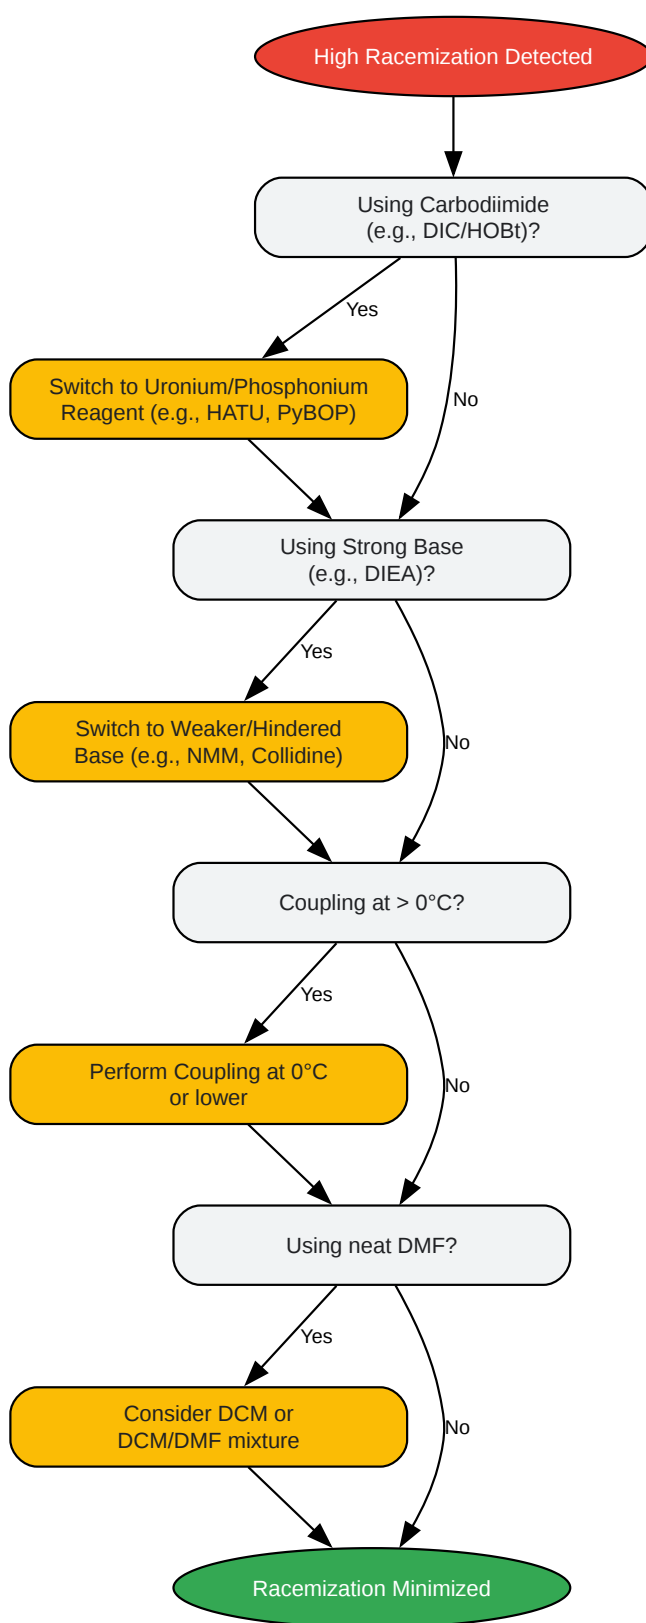 High Racemization Detected
Using Carbodiimide
(e.g., DIC/HOBt)?
Yes
Switch to Uronium/Phosphonium
Reagent (e.g., HATU, PyBOP)
No
Using Strong Base
(e.g., DIEA)?
Yes
Switch to Weaker/Hindered
Base (e.g., NMM, Collidine)
No
Coupling at > 0°C?
Yes
Perform Coupling at 0°C
or lower
No
Using neat DMF?
Yes
Consider DCM or
DCM/DMF mixture
No
Racemization Minimized